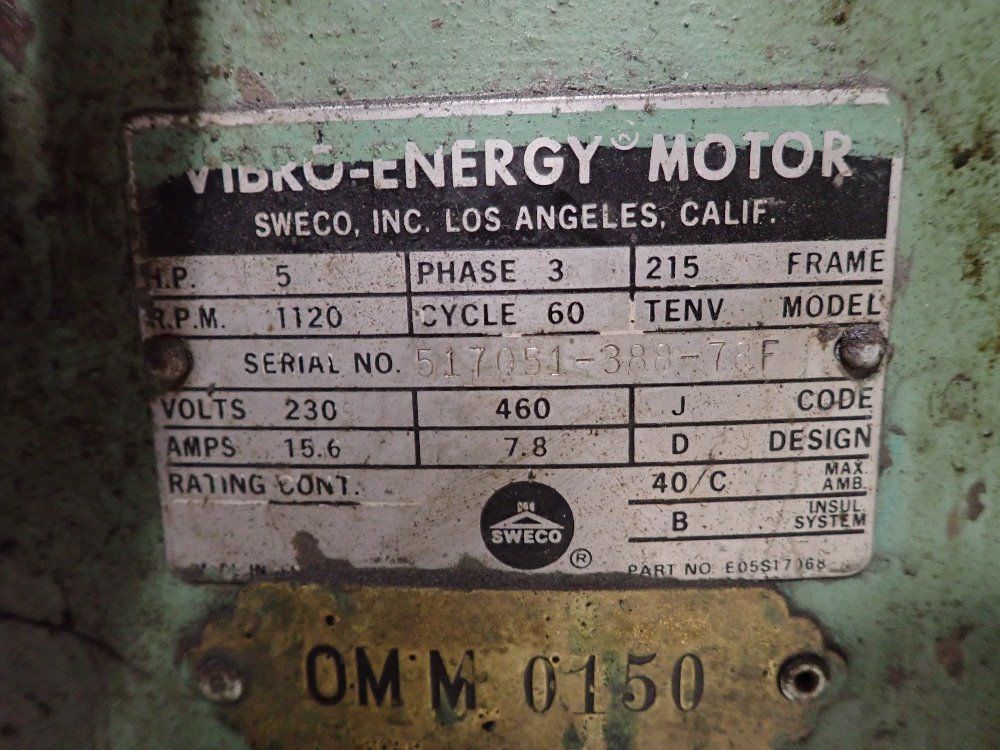 VIBRO-ENERGY® MOTOR
SWECO, INC. LOS ANGELES, CALIF.
H.P. 5 PHASE 3 215 FRAME
R.P.M. 1120 CYCLE 60 TENV MODEL
SERIAL NO.
VOLTS 230 460 J CODE
AMPS 15.6 7.8 D DESIGN
RATING CONT. 40/C MAX AMB.
B INSUL SYSTEM
SWECO ®
PART NO.
OMM 0150